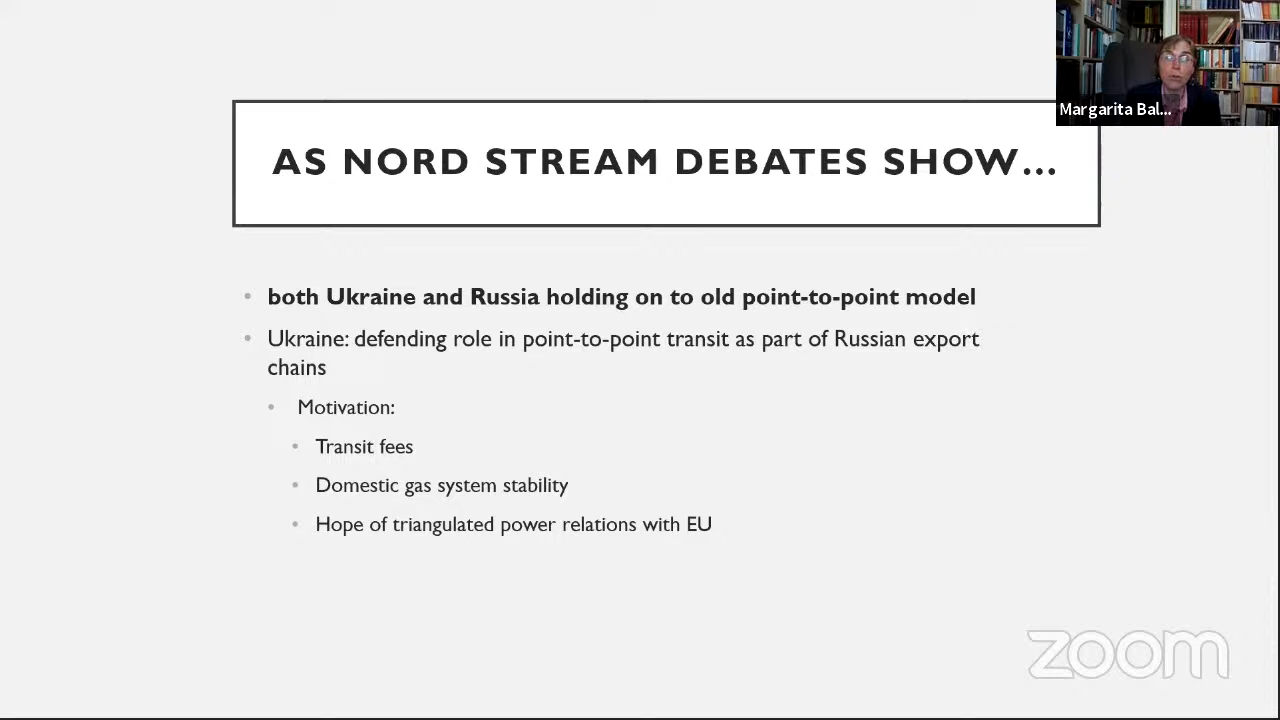 AS NORD STREAM DEBATES SHOW...
Margarita Bal...
• both Ukraine and Russia holding on to old point-to-point model
• Ukraine: defending role in point-to-point transit as part of Russian export
chains
• Motivation:
• Transit fees
• Domestic gas system stability
• Hope of triangulated power relations with EU
zoom